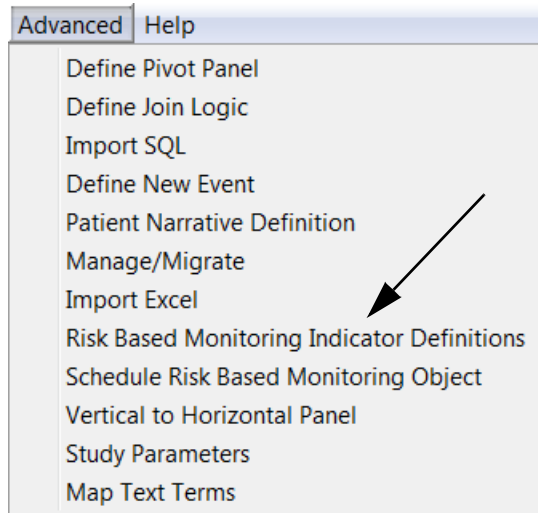 Advanced Help
Define Pivot Panel
Define Join Logic
Import SQL
Define New Event
Patient Narrative Definition
Manage/Migrate
Import Excel
Risk Based Monitoring Indicator Definitions
Schedule Risk Based Monitoring Object
Vertical to Horizontal Panel
Study Parameters
Map Text Terms